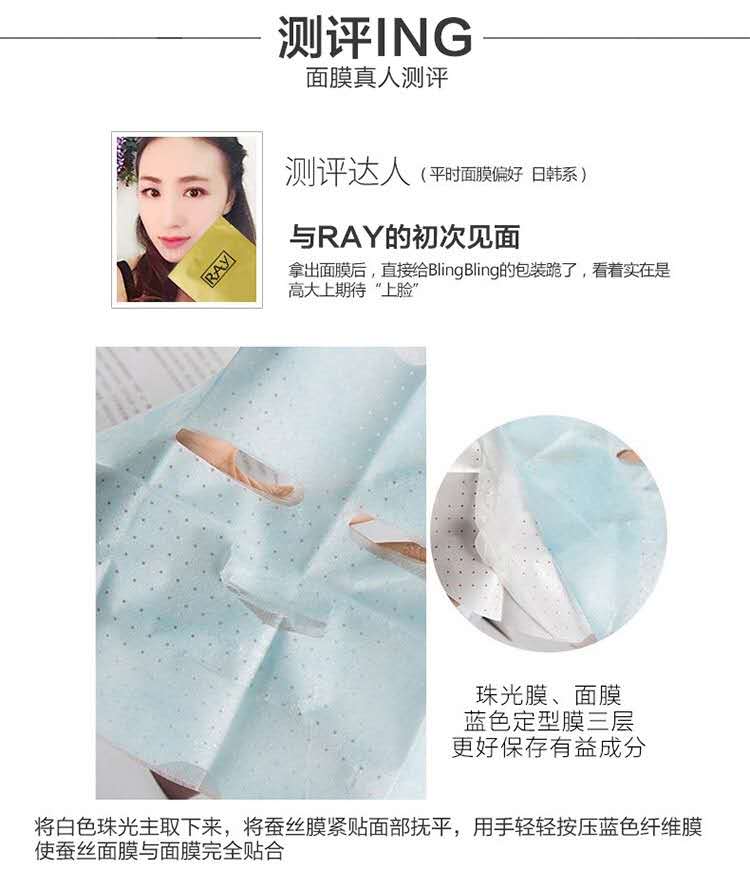 测评ING
面膜真人测评
测评达人（平时面膜偏好 日韩系）
RAY
与RAY的初次见面
拿出面膜后，直接给BlingBling的包装跪了，看着实在是
高大上期待“上脸”
珠光膜、面膜
蓝色定型膜三层
更好保存有益成分
将白色珠光主取下来，将蚕丝膜紧贴面部抚平，用手轻轻按压蓝色纤维膜
使蚕丝面膜与面膜完全贴合